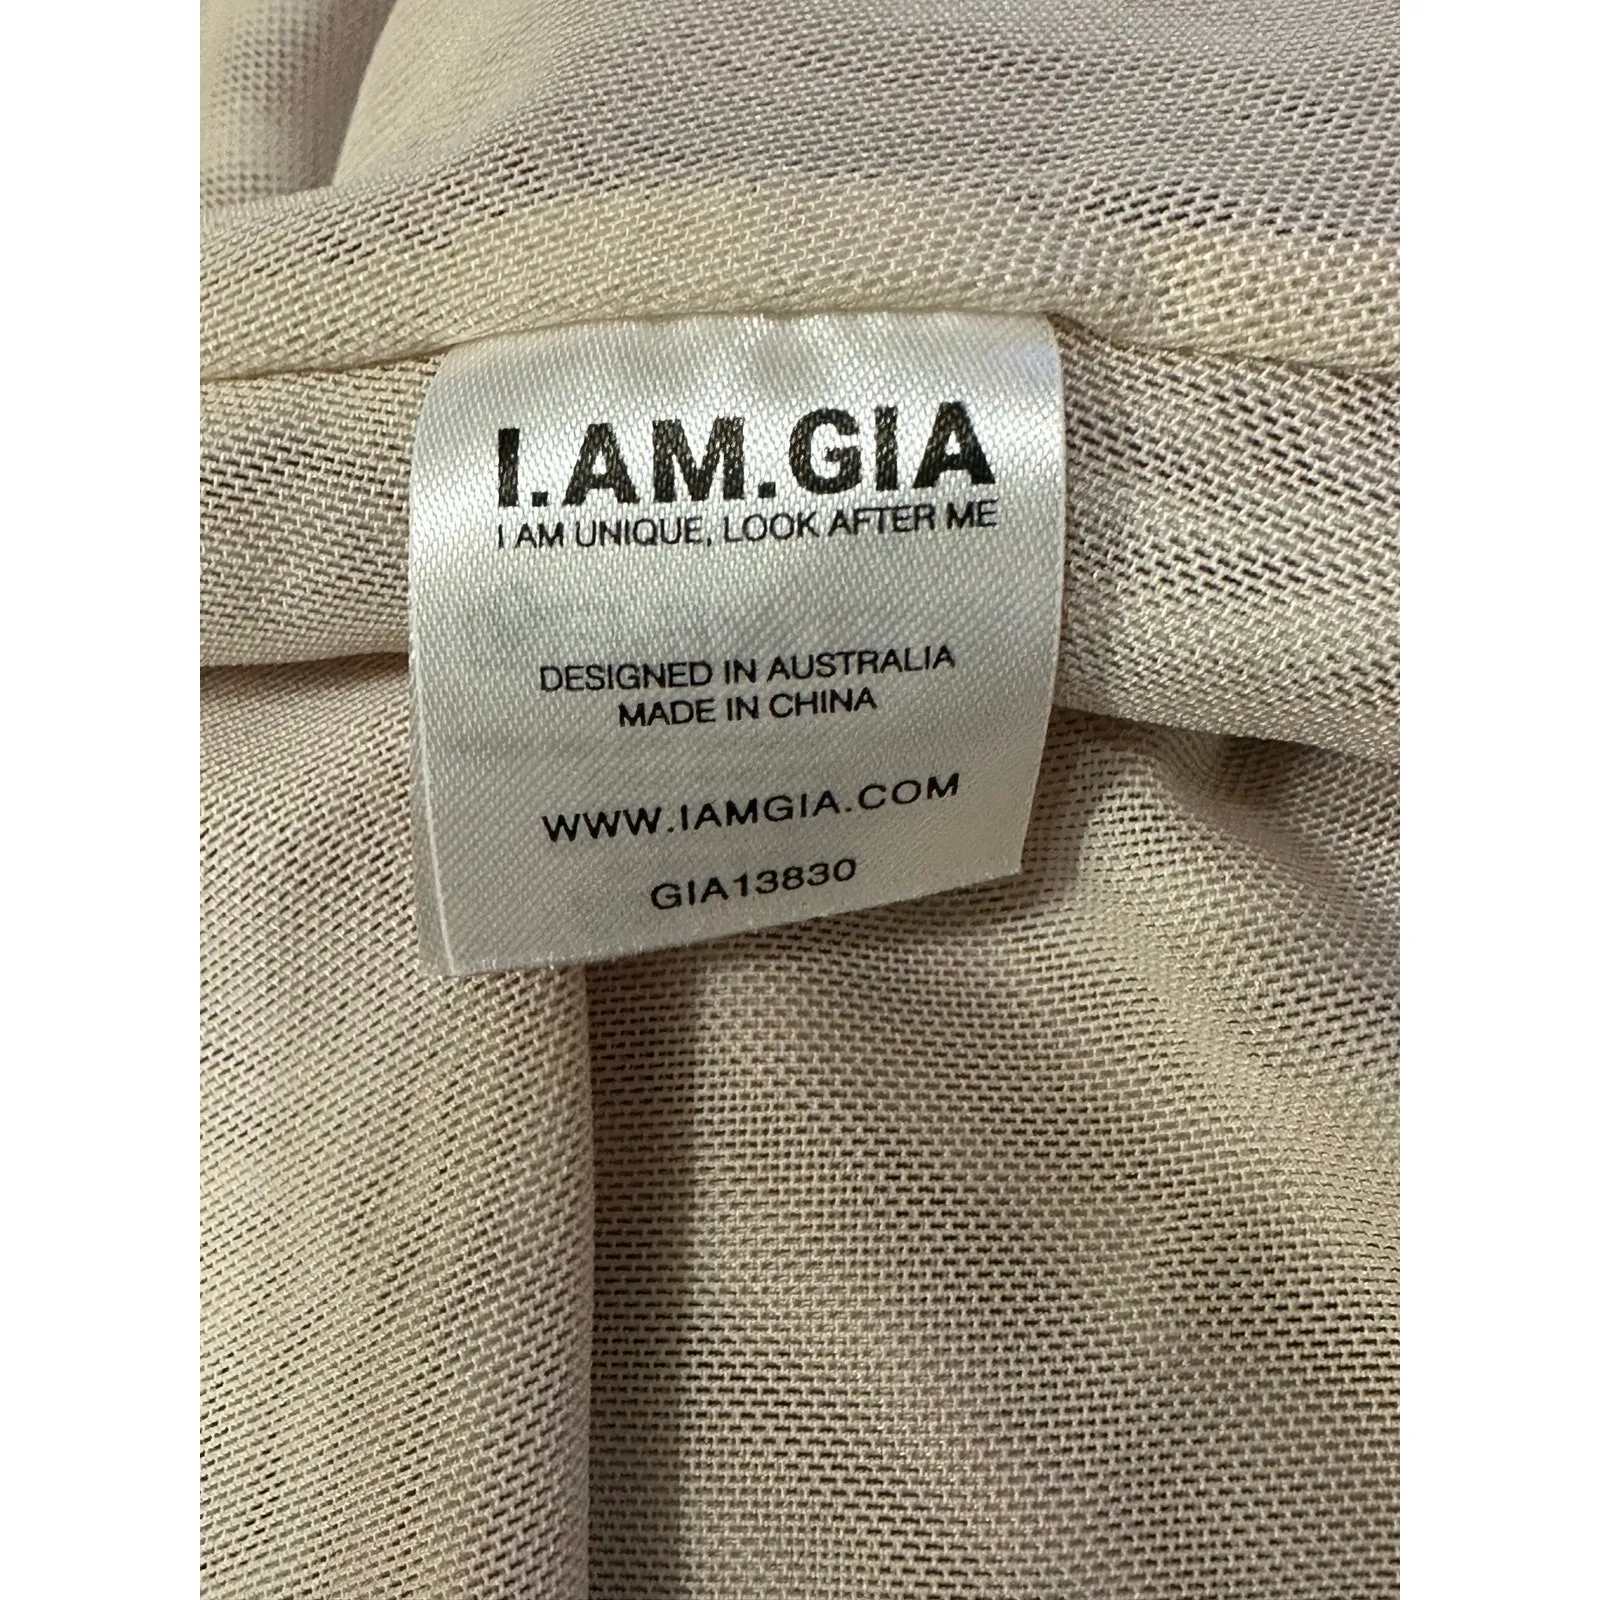 I.AM.GIA
I AM UNIQUE, LOOK AFTER ME
DESIGNED IN AUSTRALIA
MADE IN CHINA
WWW.IAMGIA.COM
GIA13830